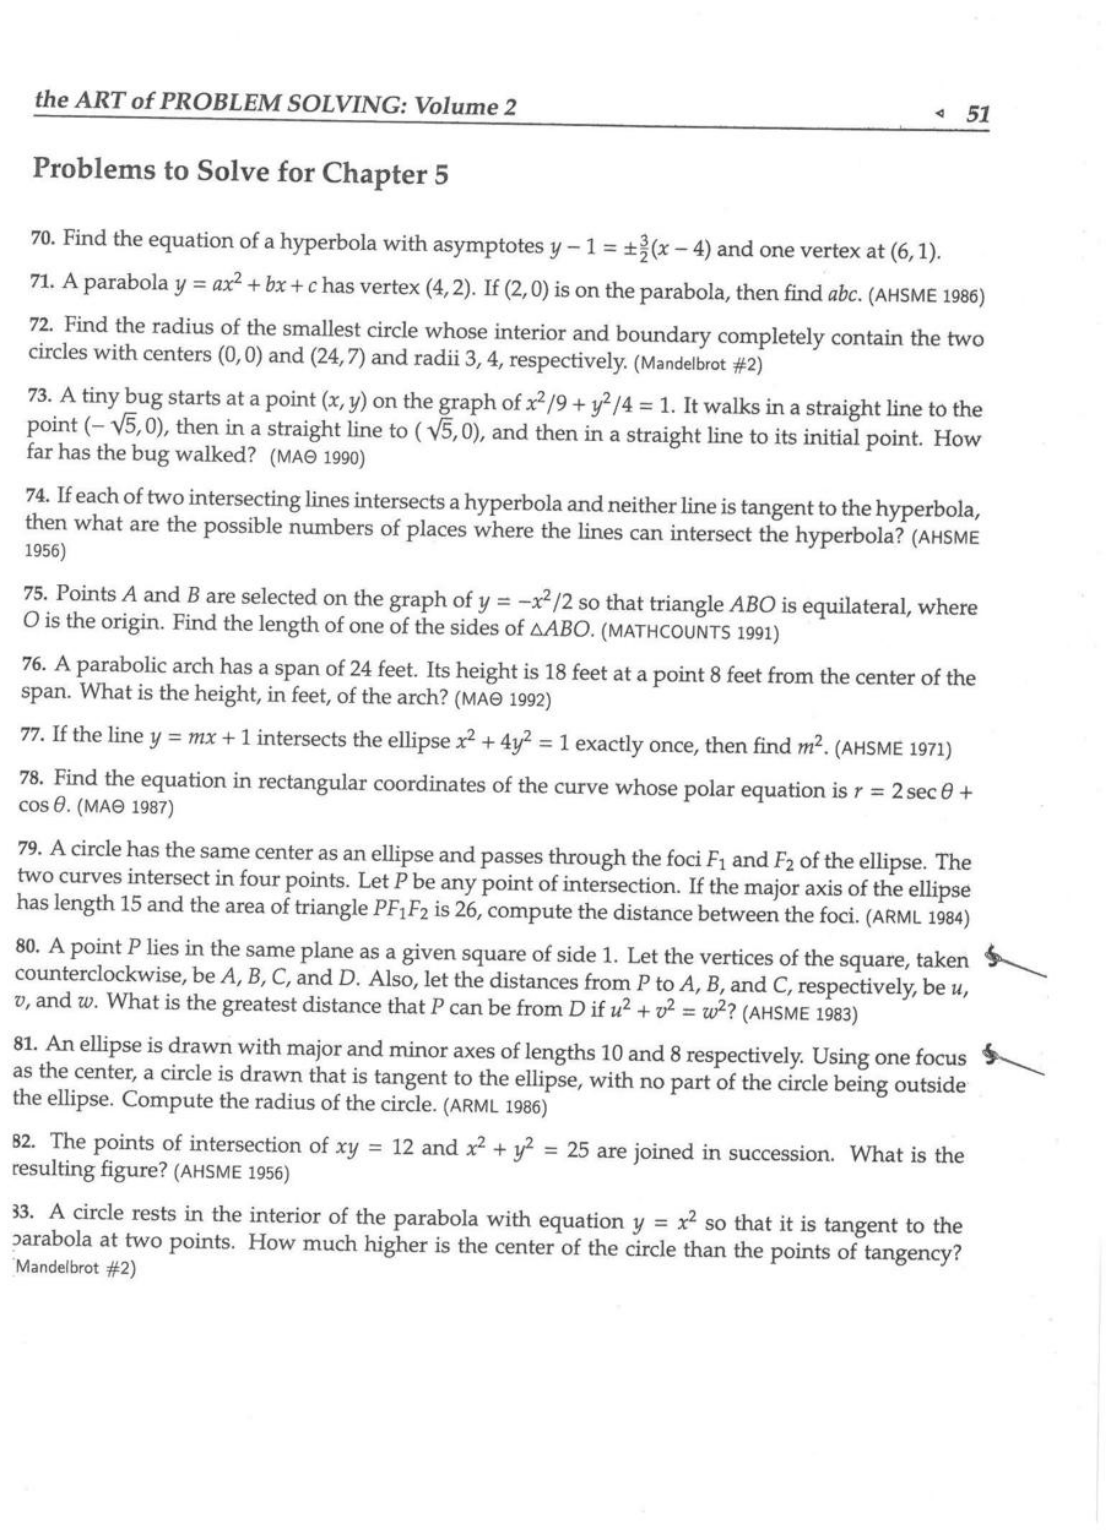 the ART of PROBLEM SOLVING: Volume 2 ◁ 51
Problems to Solve for Chapter 5
70. Find the equation of a hyperbola with asymptotes y − 1 = ±3/2(x − 4) and one vertex at (6, 1).
71. A parabola y = ax² + bx + c has vertex (4, 2). If (2, 0) is on the parabola, then find abc. (AHSME 1986)
72. Find the radius of the smallest circle whose interior and boundary completely contain the two
circles with centers (0, 0) and (24, 7) and radii 3, 4, respectively. (Mandelbrot #2)
73. A tiny bug starts at a point (x, y) on the graph of x²/9 + y²/4 = 1. It walks in a straight line to the
point (− √5, 0), then in a straight line to ( √5, 0), and then in a straight line to its initial point. How
far has the bug walked? (MAΘ 1990)
74. If each of two intersecting lines intersects a hyperbola and neither line is tangent to the hyperbola,
then what are the possible numbers of places where the lines can intersect the hyperbola? (AHSME
1956)
75. Points A and B are selected on the graph of y = −x²/2 so that triangle ABO is equilateral, where
O is the origin. Find the length of one of the sides of △ABO. (MATHCOUNTS 1991)
76. A parabolic arch has a span of 24 feet. Its height is 18 feet at a point 8 feet from the center of the
span. What is the height, in feet, of the arch? (MAΘ 1992)
77. If the line y = mx + 1 intersects the ellipse x² + 4y² = 1 exactly once, then find m². (AHSME 1971)
78. Find the equation in rectangular coordinates of the curve whose polar equation is r = 2 sec θ +
cos θ. (MAΘ 1987)
79. A circle has the same center as an ellipse and passes through the foci F₁ and F₂ of the ellipse. The
two curves intersect in four points. Let P be any point of intersection. If the major axis of the ellipse
has length 15 and the area of triangle PF₁F₂ is 26, compute the distance between the foci. (ARML 1984)
80. A point P lies in the same plane as a given square of side 1. Let the vertices of the square, taken
counterclockwise, be A, B, C, and D. Also, let the distances from P to A, B, and C, respectively, be u,
v, and w. What is the greatest distance that P can be from D if u² + v² = w²? (AHSME 1983)
81. An ellipse is drawn with major and minor axes of lengths 10 and 8 respectively. Using one focus
as the center, a circle is drawn that is tangent to the ellipse, with no part of the circle being outside
the ellipse. Compute the radius of the circle. (ARML 1986)
82. The points of intersection of xy = 12 and x² + y² = 25 are joined in succession. What is the
resulting figure? (AHSME 1956)
33. A circle rests in the interior of the parabola with equation y = x² so that it is tangent to the
parabola at two points. How much higher is the center of the circle than the points of tangency?
Mandelbrot #2)